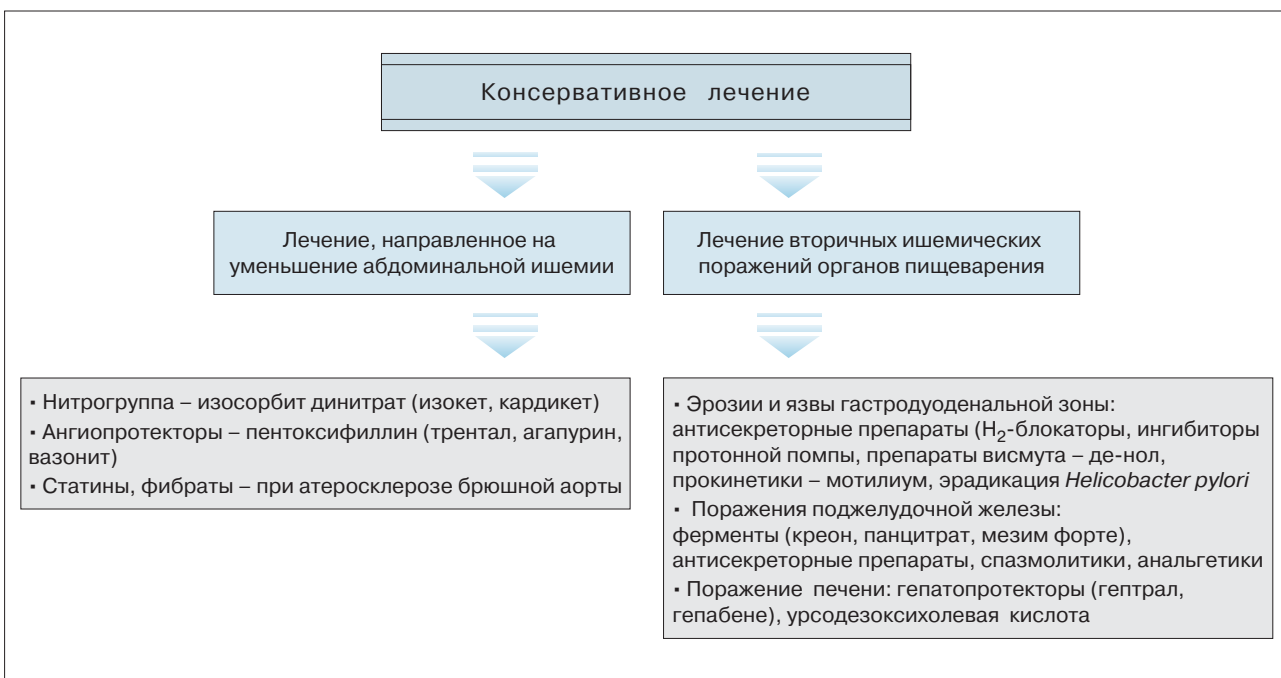 Консервативное лечение
Лечение, направленное на
уменьшение абдоминальной ишемии
Лечение вторичных ишемических
поражений органов пищеварения
· Нитрогруппа – изосорбит динитрат (изокет, кардикет)
· Ангиопротекторы – пентоксифиллин (трентал, агапурин,
вазонит)
· Статины, фибраты – при атеросклерозе брюшной аорты
· Эрозии и язвы гастродуоденальной зоны:
антисекреторные препараты (H₂-блокаторы, ингибиторы
протонной помпы, препараты висмута – де-нол,
прокинетики – мотилиум, эрадикация Helicobacter pylori
· Поражения поджелудочной железы:
ферменты (креон, панцитрат, мезим форте),
антисекреторные препараты, спазмолитики, анальгетики
· Поражение печени: гепатопротекторы (гептрал,
гепабене), урсодезоксихолевая кислота